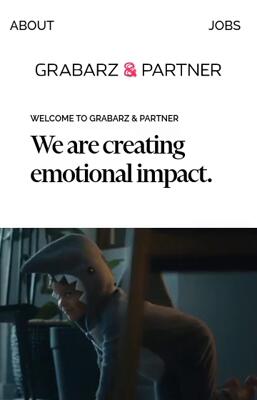 ABOUT JOBS
GRABARZ & PARTNER
WELCOME TO GRABARZ & PARTNER
We are creating
emotional impact.